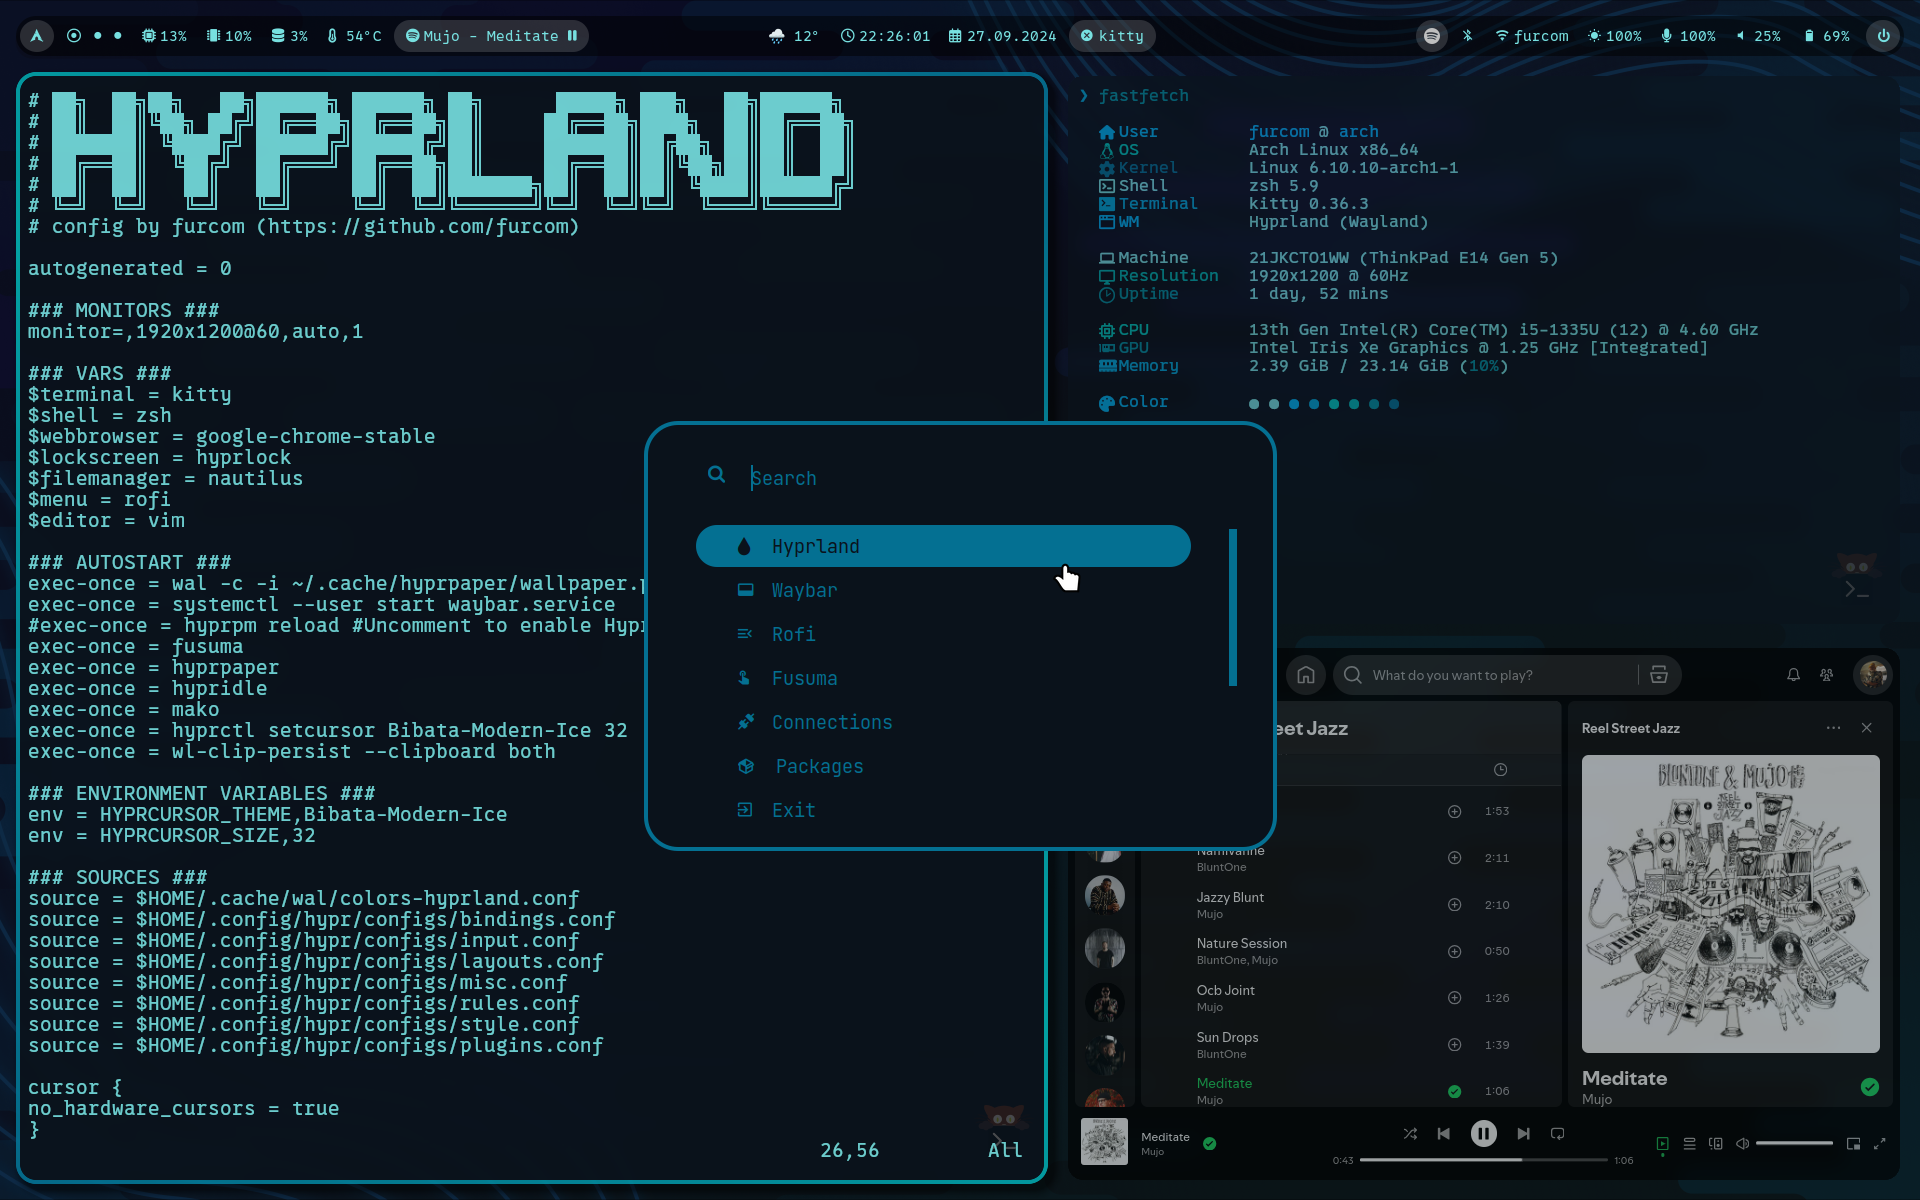 13% 10% 3% 54°C Mujo - Meditate
12° 22:26:01 27.09.2024 kitty
furcom 100% 100% 25% 69%
# HYPRLAND
#
#
#
#
#
# config by furcom (https://github.com/furcom)
autogenerated = 0
### MONITORS ###
monitor=,1920x1200@60,auto,1
### VARS ###
$terminal = kitty
$shell = zsh
$webbrowser = google-chrome-stable
$lockscreen = hyprlock
$filemanager = nautilus
$menu = rofi
$editor = vim
### AUTOSTART ###
exec-once = wal -c -i ~/.cache/hyprpaper/wallpaper.p
exec-once = systemctl --user start waybar.service
#exec-once = hyprpm reload #Uncomment to enable Hypr
exec-once = fusuma
exec-once = hyprpaper
exec-once = hypridle
exec-once = mako
exec-once = hyprctl setcursor Bibata-Modern-Ice 32
exec-once = wl-clip-persist --clipboard both
### ENVIRONMENT VARIABLES ###
env = HYPRCURSOR_THEME,Bibata-Modern-Ice
env = HYPRCURSOR_SIZE,32
### SOURCES ###
source = $HOME/.cache/wal/colors-hyprland.conf
source = $HOME/.config/hypr/configs/bindings.conf
source = $HOME/.config/hypr/configs/input.conf
source = $HOME/.config/hypr/configs/layouts.conf
source = $HOME/.config/hypr/configs/misc.conf
source = $HOME/.config/hypr/configs/rules.conf
source = $HOME/.config/hypr/configs/style.conf
source = $HOME/.config/hypr/configs/plugins.conf
cursor {
no_hardware_cursors = true
}
26,56 All
❯ fastfetch
User furcom @ arch
OS Arch Linux x86_64
Kernel Linux 6.10.10-arch1-1
Shell zsh 5.9
Terminal kitty 0.36.3
WM Hyprland (Wayland)
Machine 21JKCTO1WW (ThinkPad E14 Gen 5)
Resolution 1920x1200 @ 60Hz
Uptime 1 day, 52 mins
CPU 13th Gen Intel(R) Core(TM) i5-1335U (12) @ 4.60 GHz
GPU Intel Iris Xe Graphics @ 1.25 GHz [Integrated]
Memory 2.39 GiB / 23.14 GiB (10%)
Color
Search
Hyprland
Waybar
Rofi
Fusuma
Connections
Packages
Exit
What do you want to play?
eet Jazz
1:53
Namivanne 2:11
BluntOne
Jazzy Blunt 2:10
Mujo
Nature Session 0:50
BluntOne, Mujo
Ocb Joint 1:26
Mujo
Sun Drops 1:39
BluntOne
Meditate 1:06
Mujo
Reel Street Jazz
BLUNTONE & MUJO
JAZZ
Meditate
Mujo
Meditate
Mujo
0:43 1:06